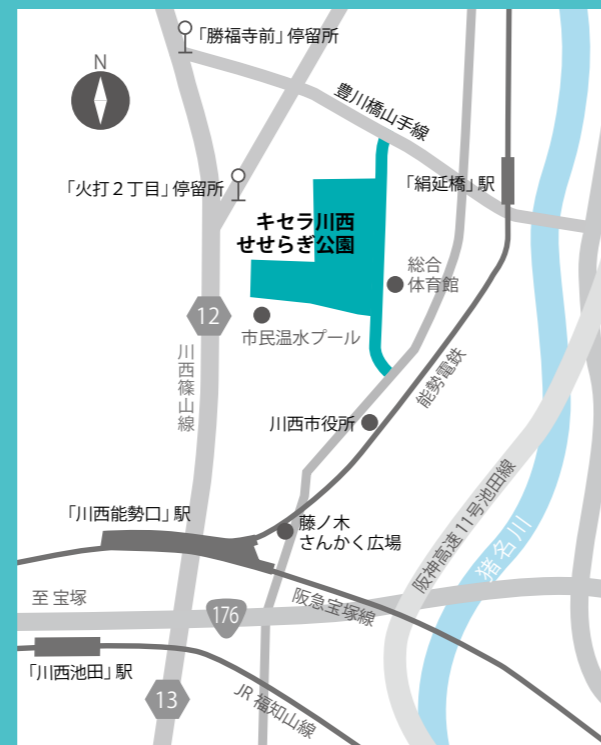 「勝福寺前」停留所
N
豊川橋山手線
「火打２丁目」停留所
「絹延橋」駅
キセラ川西
せせらぎ公園
総合
体育館
12
市民温水プール
川西篠山線
能勢電鉄
川西市役所
阪神高速11号池田線
「川西能勢口」駅
藤ノ木
さんかく広場
猪名川
至 宝塚
176
阪急宝塚線
「川西池田」駅
13
JR 福知山線